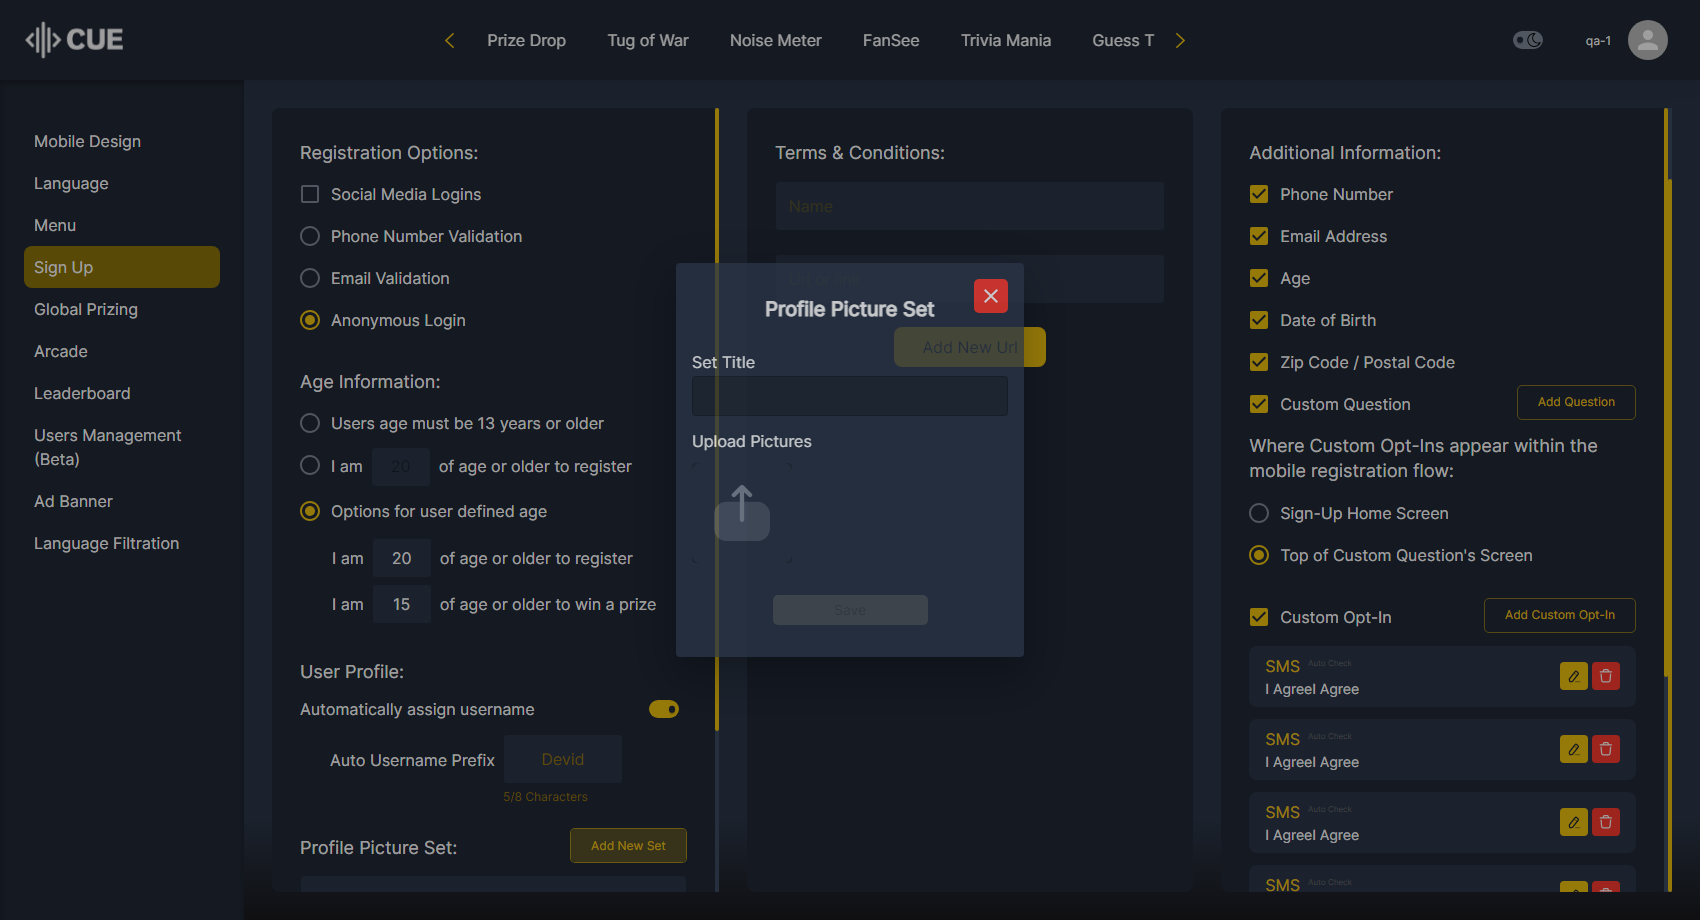 CUE
Prize Drop
Tug of War
Noise Meter
FanSee
Trivia Mania
Guess T
qa-1
Mobile Design
Language
Menu
Sign Up
Global Prizing
Arcade
Leaderboard
Users Management
(Beta)
Ad Banner
Language Filtration
Registration Options:
Social Media Logins
Phone Number Validation
Email Validation
Anonymous Login
Age Information:
Users age must be 13 years or older
I am 20 of age or older to register
Options for user defined age
I am 20 of age or older to register
I am 15 of age or older to win a prize
User Profile:
Automatically assign username
Auto Username Prefix Devid
5/8 Characters
Profile Picture Set:
Add New Set
Terms & Conditions:
Name
Add New Url
Profile Picture Set
Set Title
Upload Pictures
Save
Additional Information:
Phone Number
Email Address
Age
Date of Birth
Zip Code / Postal Code
Custom Question
Add Question
Where Custom Opt-Ins appear within the
mobile registration flow:
Sign-Up Home Screen
Top of Custom Question's Screen
Custom Opt-In
Add Custom Opt-In
SMS Auto Check
I AgreeI Agree
SMS Auto Check
I AgreeI Agree
SMS Auto Check
I AgreeI Agree
SMS Auto Check